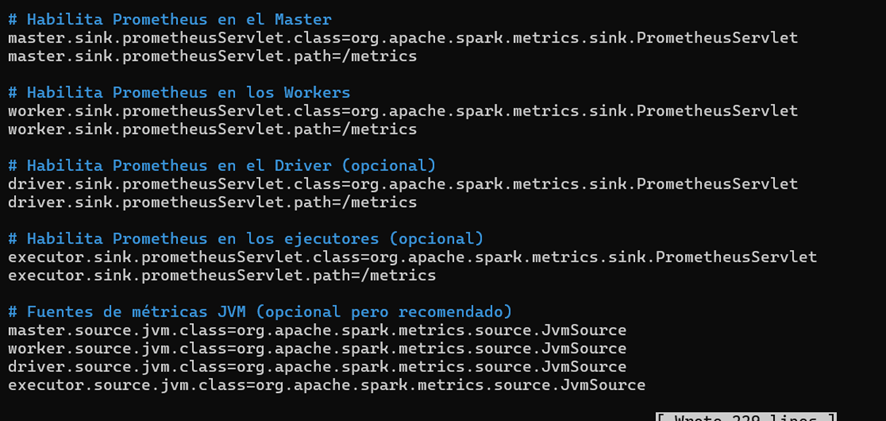 # Habilita Prometheus en el Master
master.sink.prometheusServlet.class=org.apache.spark.metrics.sink.PrometheusServlet
master.sink.prometheusServlet.path=/metrics
# Habilita Prometheus en los Workers
worker.sink.prometheusServlet.class=org.apache.spark.metrics.sink.PrometheusServlet
worker.sink.prometheusServlet.path=/metrics
# Habilita Prometheus en el Driver (opcional)
driver.sink.prometheusServlet.class=org.apache.spark.metrics.sink.PrometheusServlet
driver.sink.prometheusServlet.path=/metrics
# Habilita Prometheus en los ejecutores (opcional)
executor.sink.prometheusServlet.class=org.apache.spark.metrics.sink.PrometheusServlet
executor.sink.prometheusServlet.path=/metrics
# Fuentes de métricas JVM (opcional pero recomendado)
master.source.jvm.class=org.apache.spark.metrics.source.JvmSource
worker.source.jvm.class=org.apache.spark.metrics.source.JvmSource
driver.source.jvm.class=org.apache.spark.metrics.source.JvmSource
executor.source.jvm.class=org.apache.spark.metrics.source.JvmSource
[ Wrote 229 lines ]